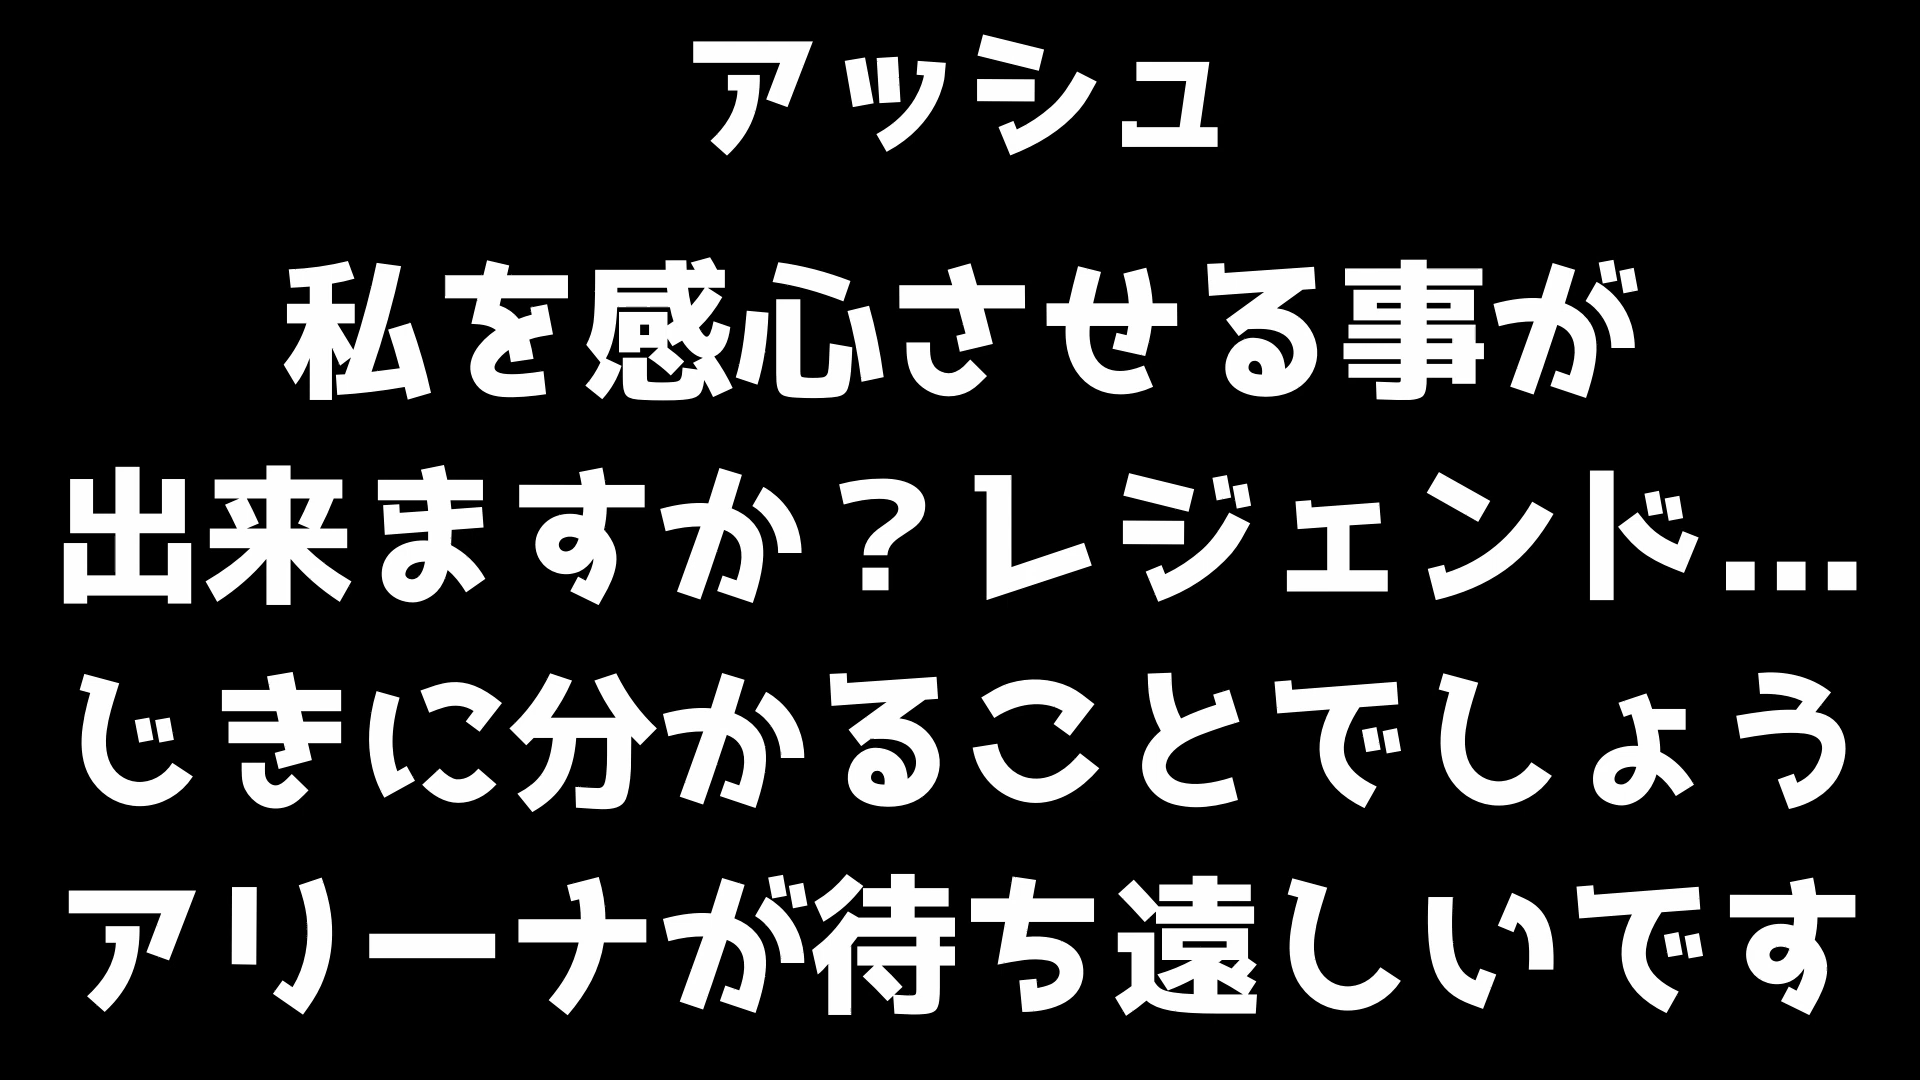 アッシュ
私を感心させる事が
出来ますか？レジェンド...
じきに分かることでしょう
アリーナが待ち遠しいです